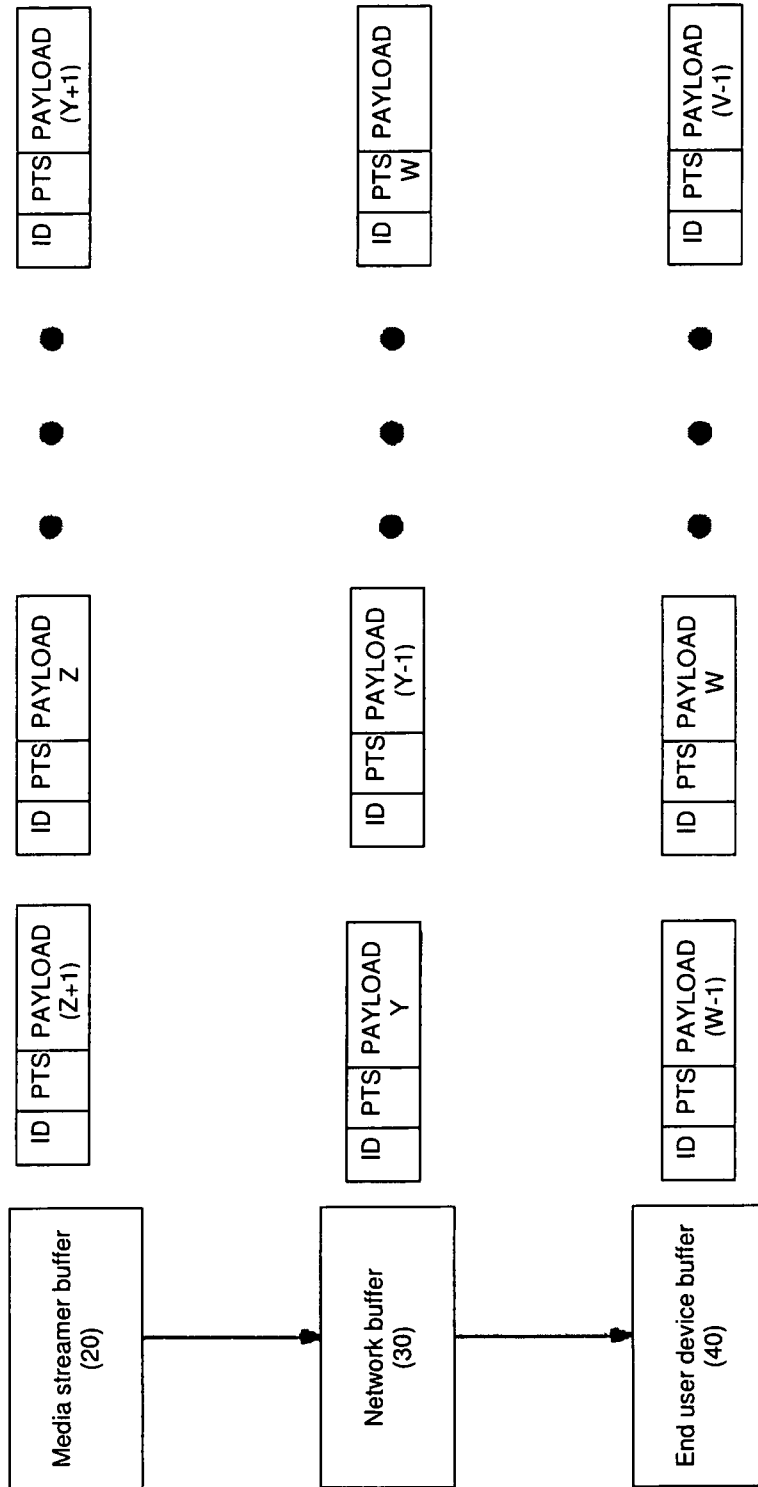 Media streamer buffer
(20)
ID PTS PAYLOAD
(Z+1)
ID PTS PAYLOAD
Z
ID PTS PAYLOAD
(Y+1)
Network buffer
(30)
ID PTS PAYLOAD
Y
ID PTS PAYLOAD
(Y-1)
ID PTS PAYLOAD
W
End user device buffer
(40)
ID PTS PAYLOAD
(W-1)
ID PTS PAYLOAD
W
ID PTS PAYLOAD
(V-1)